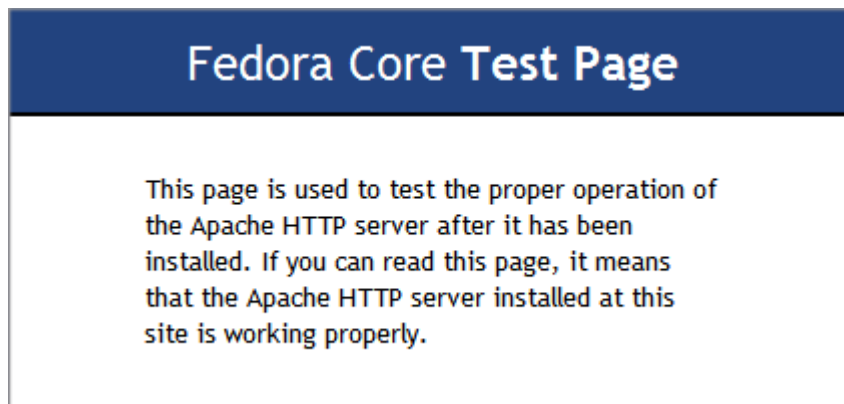 Fedora Core Test Page
This page is used to test the proper operation of
the Apache HTTP server after it has been
installed. If you can read this page, it means
that the Apache HTTP server installed at this
site is working properly.